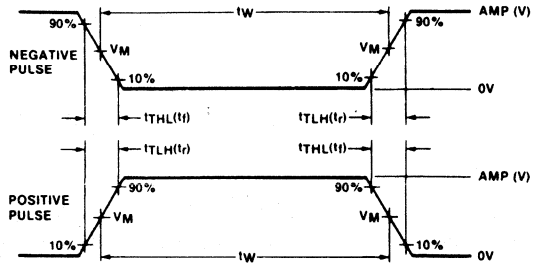 tW
AMP (V)
90%
90%
NEGATIVE
PULSE
VM
VM
10%
10%
0V
tTHL(tf)
tTLH(tr)
tTLH(tr)
tTHL(tf)
AMP (V)
90%
90%
POSITIVE
PULSE
VM
VM
10%
10%
tW
0V